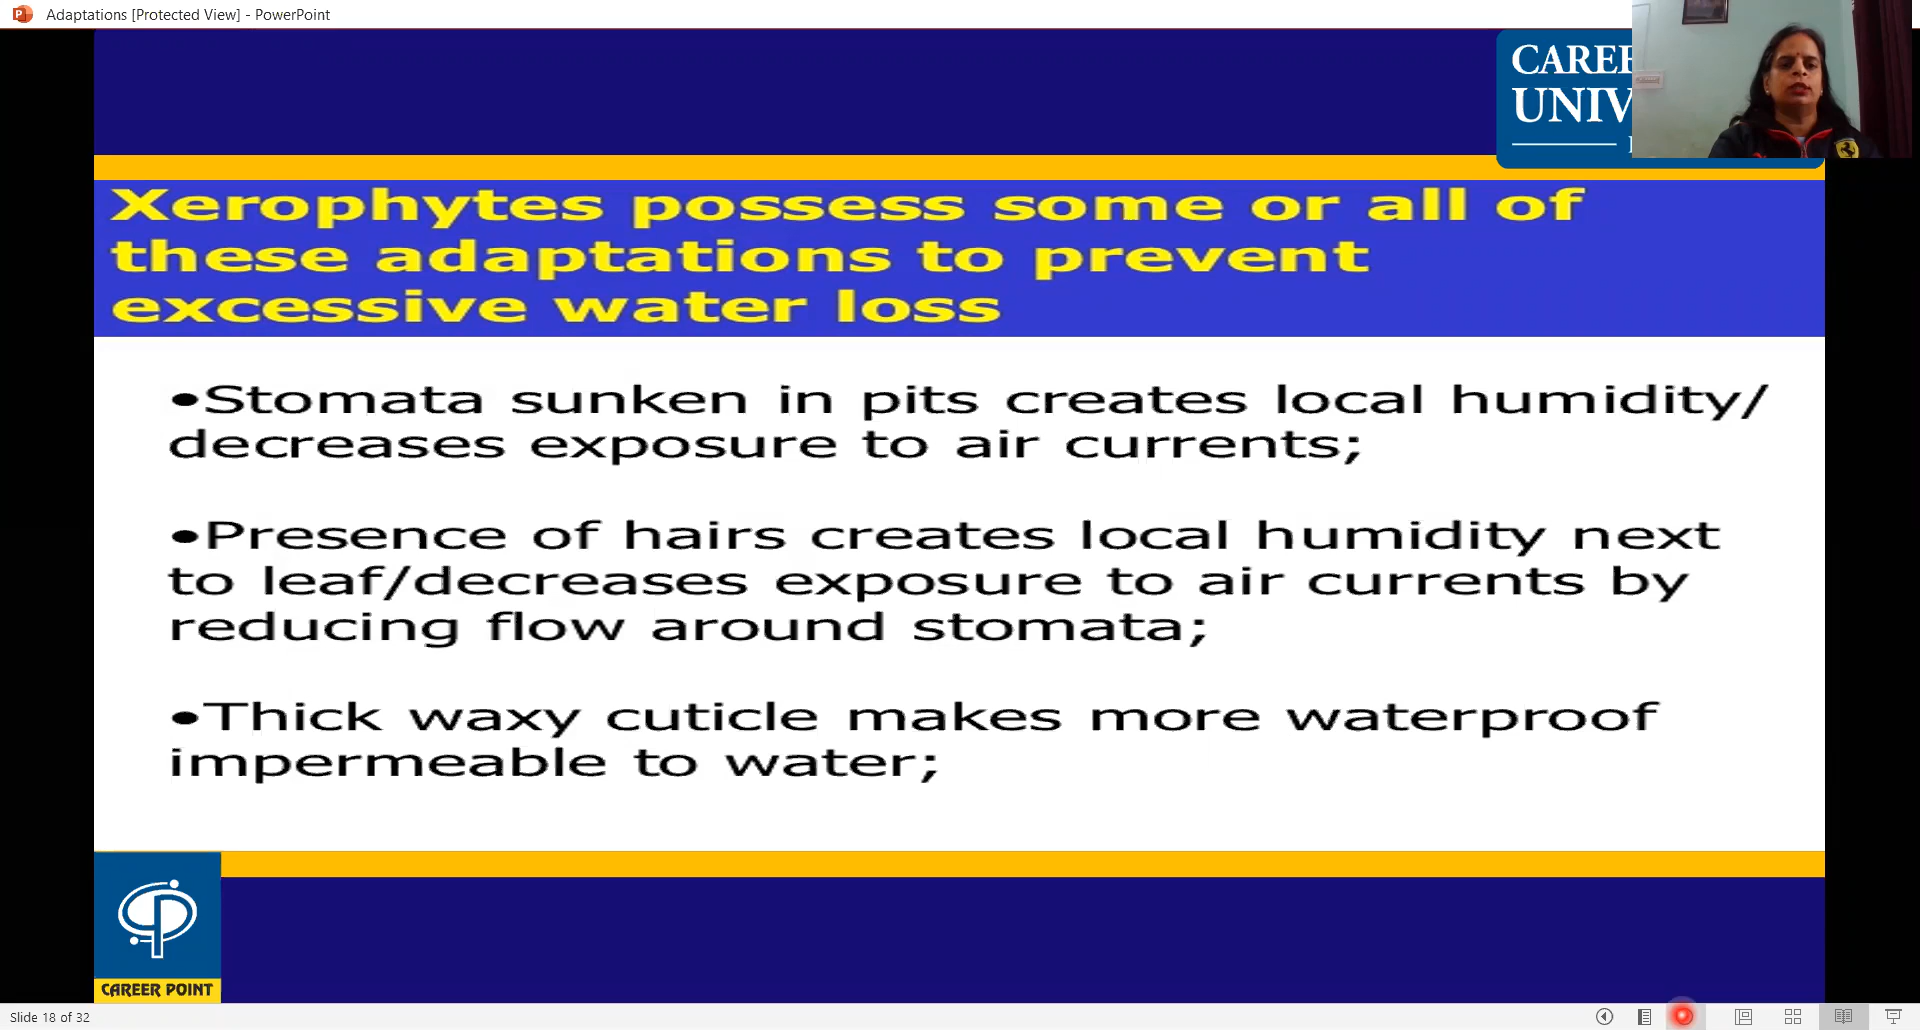 Adaptations [Protected View] - PowerPoint
Xerophytes possess some or all of
these adaptations to prevent
excessive water loss
•Stomata sunken in pits creates local humidity/
decreases exposure to air currents;
•Presence of hairs creates local humidity next
to leaf/decreases exposure to air currents by
reducing flow around stomata;
•Thick waxy cuticle makes more waterproof
impermeable to water;
CAREER POINT
Slide 18 of 32